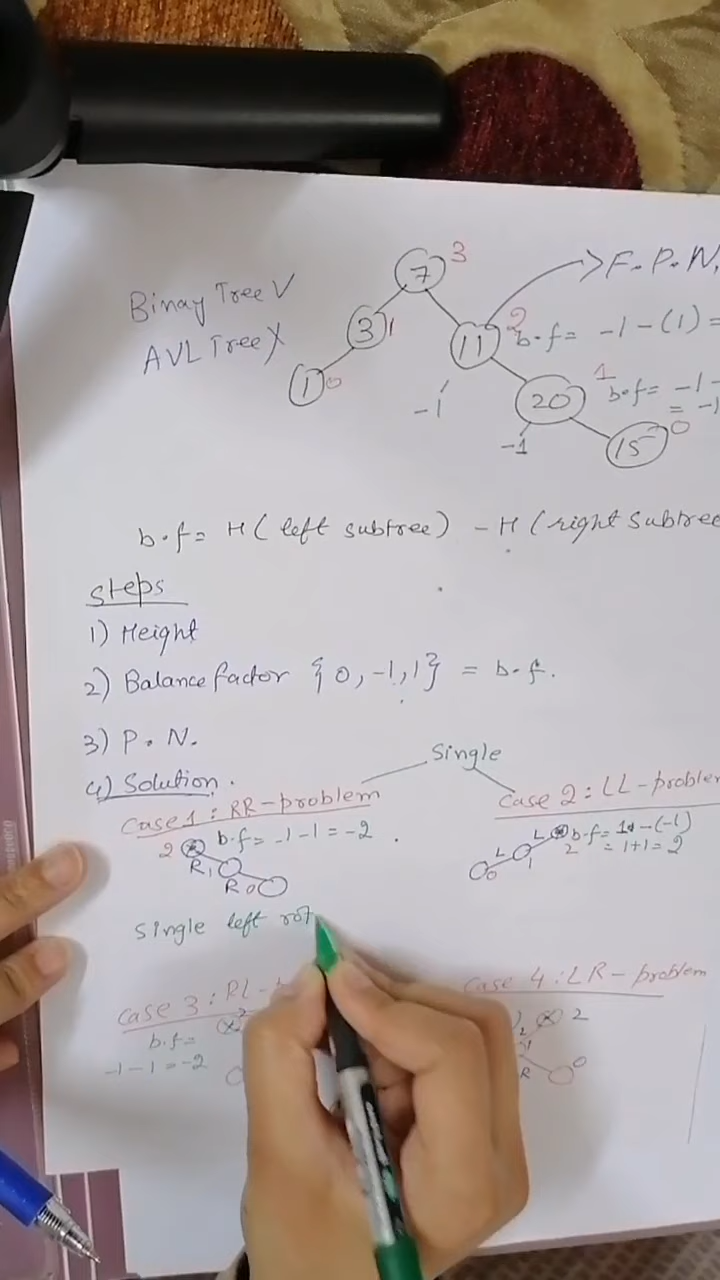 7 3
F. P. N.
Binay Tree V
3 1
11 2
b.f = -1 - (1) =
AVL Tree X
1 0
-1
20 1
b.f = -1 -
= -1
-1
15 0
b.f = H ( left subtree ) - H ( right subtree
Steps
1) Height
2) Balance factor { 0, -1, 1 } = b.f.
3) P. N.
4) Solution.
Single
Case 1 : RR-problem
2 b.f = -1 - 1 = -2
R 1
R 0
Case 2 : LL-problem
L L b.f = 1 - (-1)
0 1 2 = 1 + 1 = 2
Single left rot
Case 3 : RL-
2
b.f =
-1 - 1 = -2
Case 4 : LR - problem
2
1
R 0